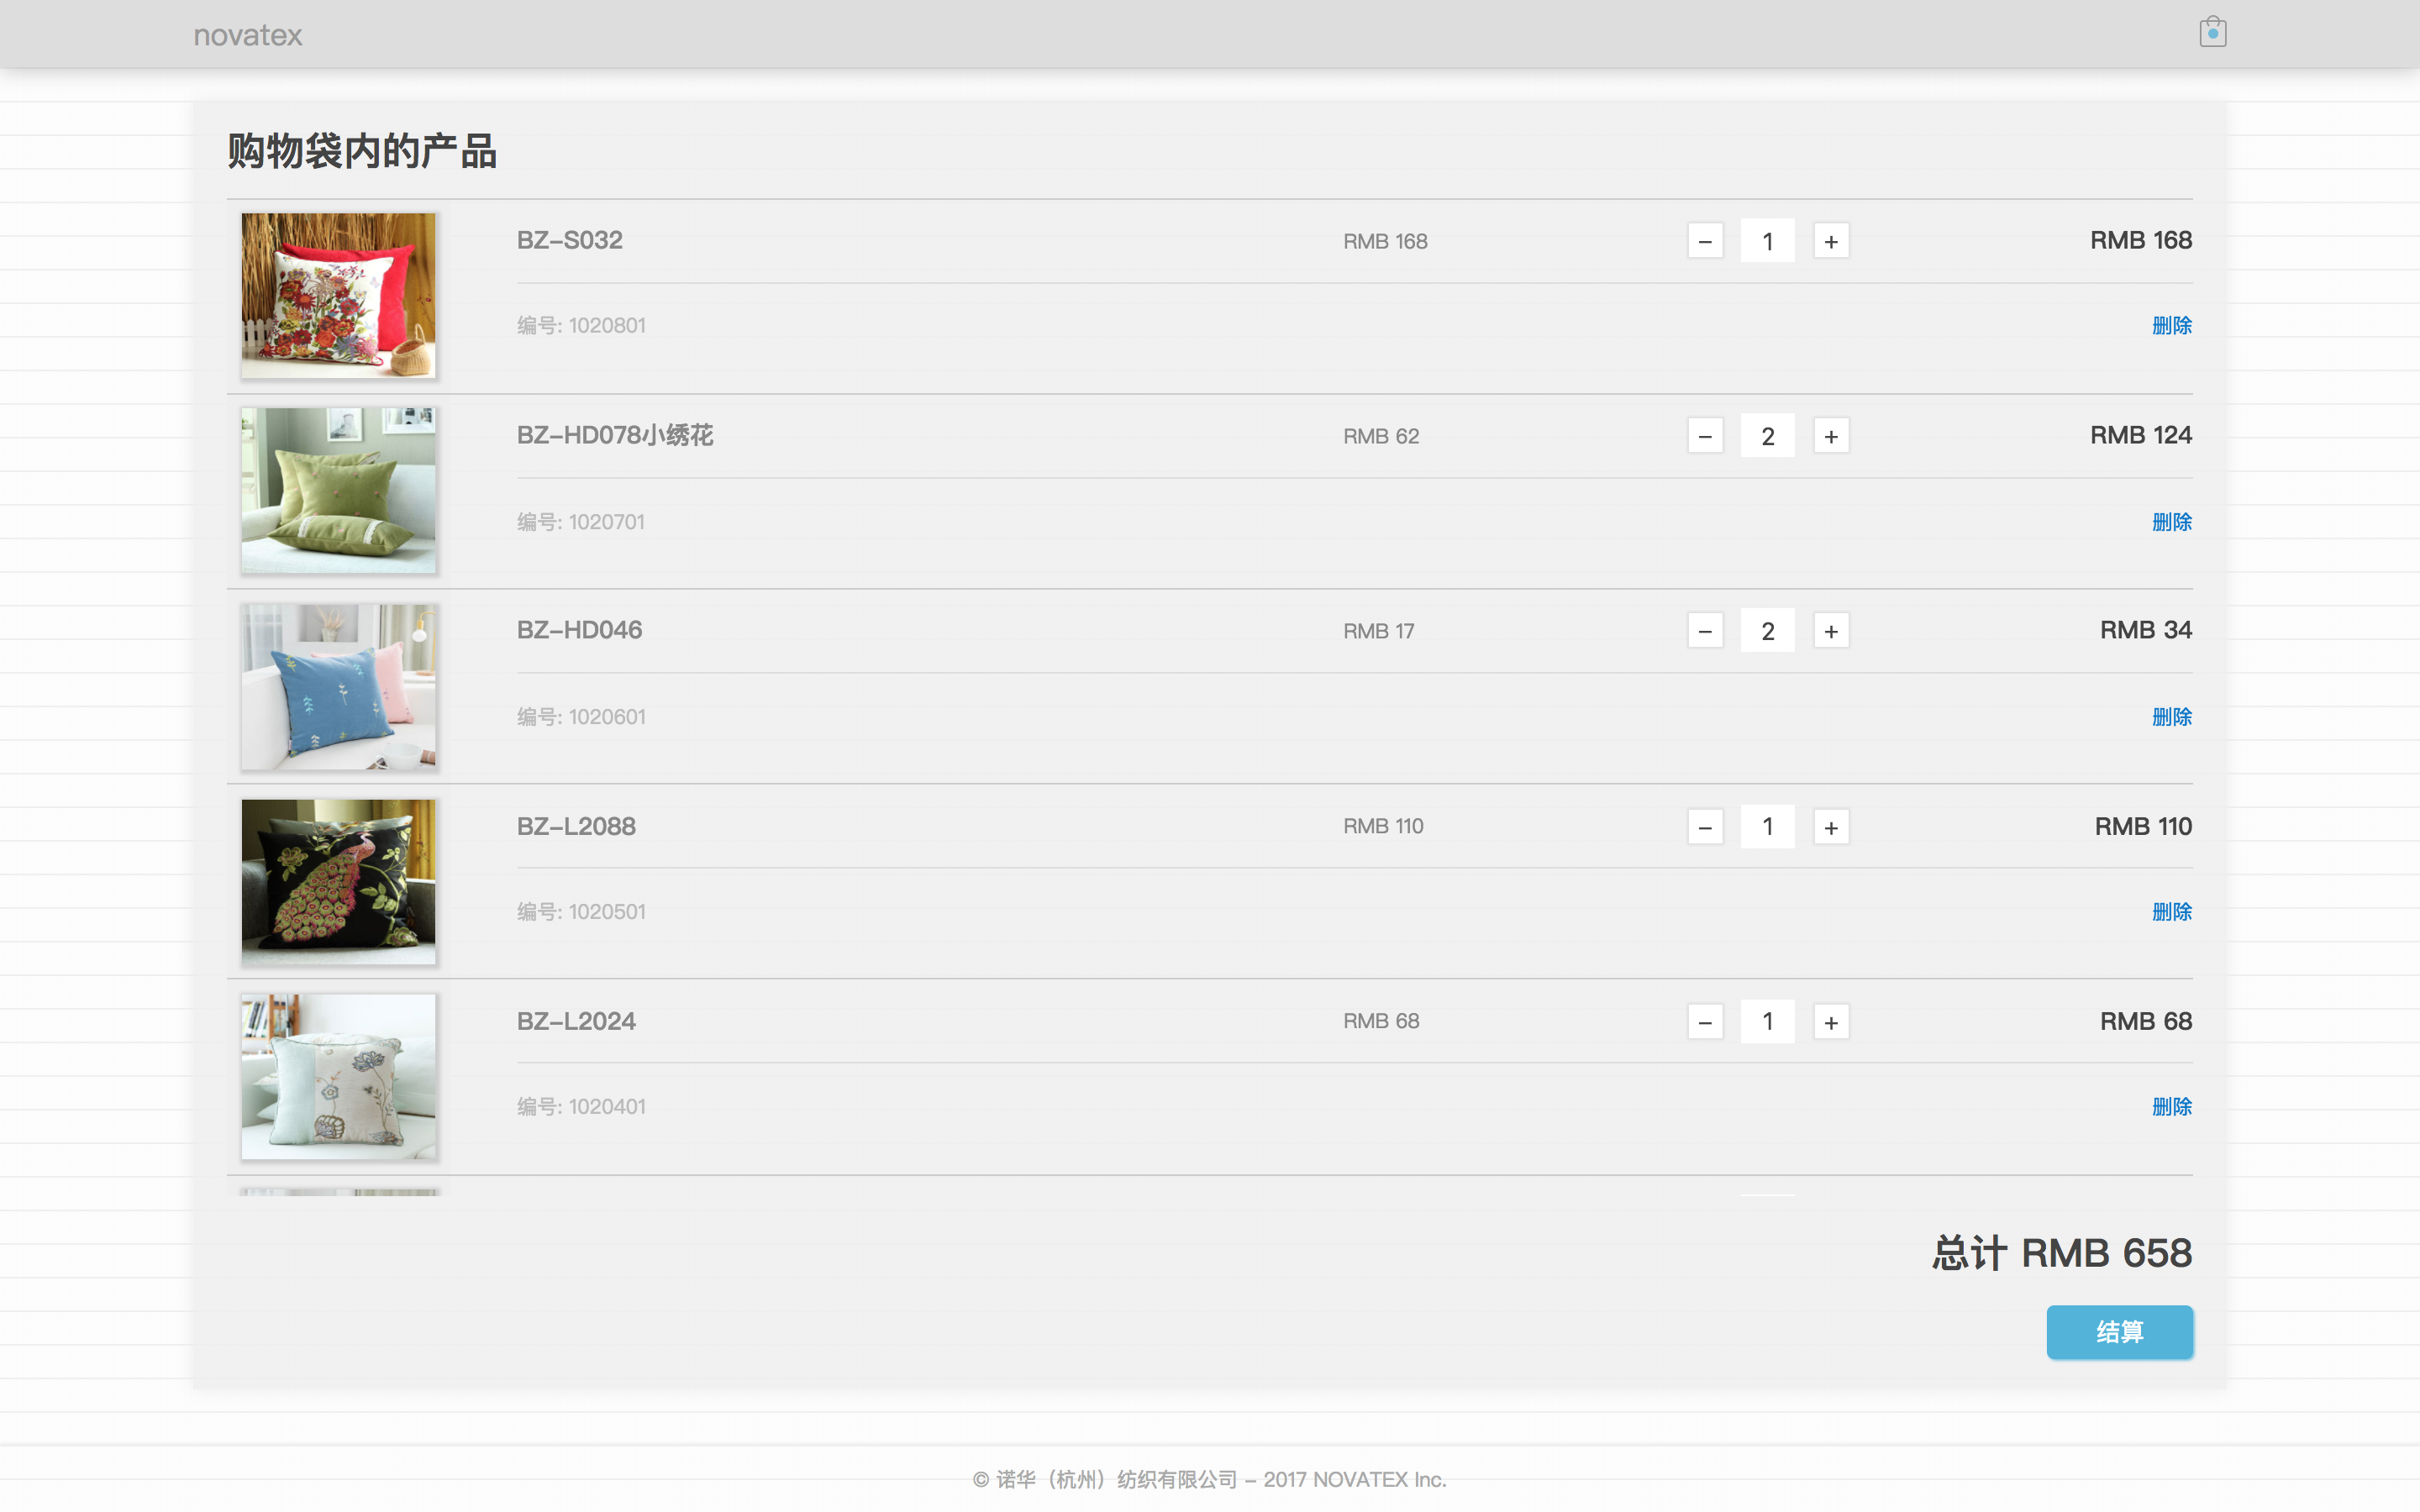 novatex
购物袋内的产品
BZ-S032 RMB 168 − 1 + RMB 168
编号: 1020801 删除
BZ-HD078小绣花 RMB 62 − 2 + RMB 124
编号: 1020701 删除
BZ-HD046 RMB 17 − 2 + RMB 34
编号: 1020601 删除
BZ-L2088 RMB 110 − 1 + RMB 110
编号: 1020501 删除
BZ-L2024 RMB 68 − 1 + RMB 68
编号: 1020401 删除
总计 RMB 658
结算
© 诺华（杭州）纺织有限公司 – 2017 NOVATEX Inc.